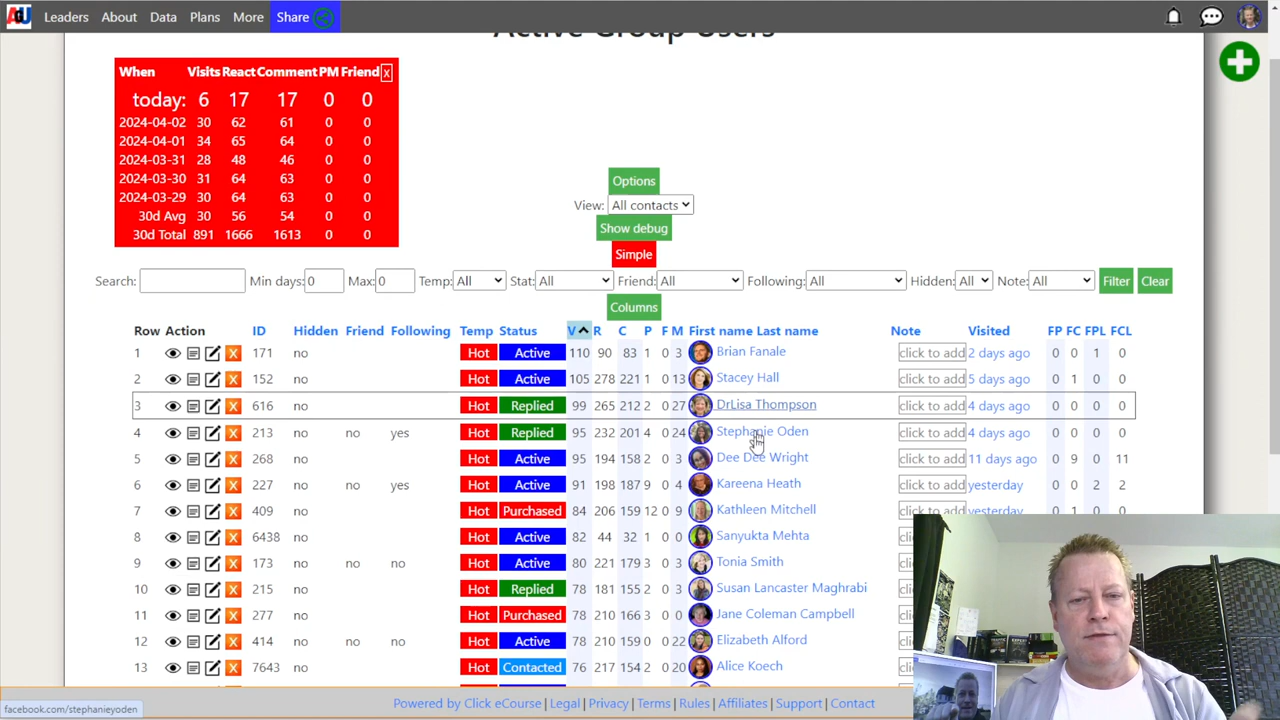 AGU Leaders About Data Plans More Share
Active Group Users
When Visits React Comment PM Friend X
today: 6 17 17 0 0
2024-04-02 30 62 61 0 0
2024-04-01 34 65 64 0 0
2024-03-31 28 48 46 0 0
2024-03-30 31 64 63 0 0
2024-03-29 30 64 63 0 0
30d Avg 30 56 54 0 0
30d Total 891 1666 1613 0 0
Options
View: All contacts
Show debug
Simple
Search: Min days: 0 Max: 0 Temp: All Stat: All Friend: All Following: All Hidden: All Note: All Filter Clear
Columns
Row Action ID Hidden Friend Following Temp Status V R C P F M First name Last name Note Visited FP FC FPL FCL
1 X 171 no Hot Active 110 90 83 1 0 3 Brian Fanale click to add 2 days ago 0 0 1 0
2 X 152 no Hot Active 105 278 221 1 0 13 Stacey Hall click to add 5 days ago 0 1 0 0
3 X 616 no Hot Replied 99 265 212 2 0 27 DrLisa Thompson click to add 4 days ago 0 0 0 0
4 X 213 no no yes Hot Replied 95 232 201 4 0 24 Stephanie Oden click to add 4 days ago 0 0 0 0
5 X 268 no Hot Active 95 194 158 2 0 3 Dee Dee Wright click to add 11 days ago 0 9 0 11
6 X 227 no no yes Hot Active 91 198 187 9 0 4 Kareena Heath click to add yesterday 0 0 2 2
7 X 409 no Hot Purchased 84 206 159 12 0 9 Kathleen Mitchell click to add yesterday 0 1 0 0
8 X 6438 no Hot Active 82 44 32 1 0 0 Sanyukta Mehta
9 X 173 no no no Hot Active 80 221 179 3 0 3 Tonia Smith
10 X 215 no Hot Replied 78 181 155 2 0 3 Susan Lancaster Maghrabi
11 X 277 no Hot Purchased 78 210 166 3 0 0 Jane Coleman Campbell
12 X 414 no no no Hot Active 78 210 159 0 0 22 Elizabeth Alford
13 X 7643 no Hot Contacted 76 217 154 2 0 20 Alice Koech
Powered by Click eCourse | Legal | Privacy | Terms | Rules | Affiliates | Support | Contact
facebook.com/stephanieyoden